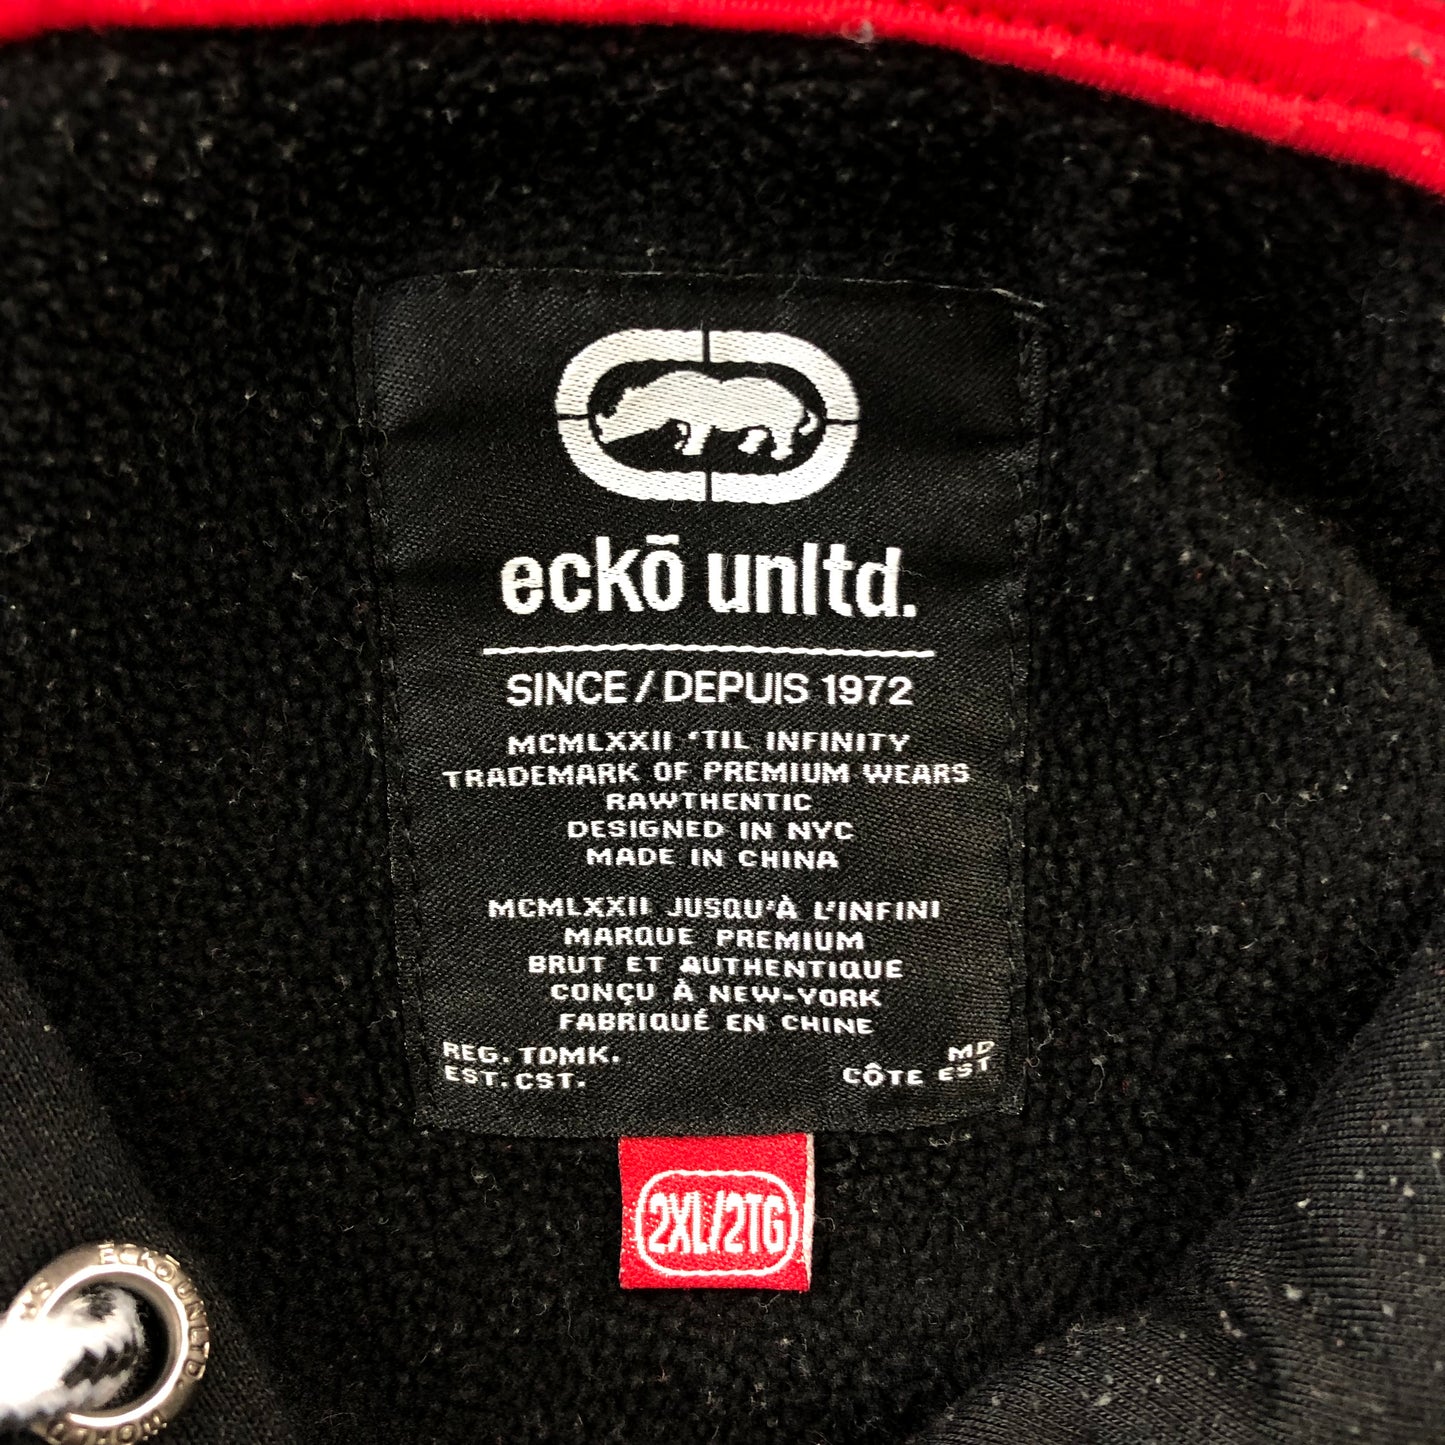 eckō unltd.
SINCE / DEPUIS 1972
MCMLXXII 'TIL INFINITY
TRADEMARK OF PREMIUM WEARS
RAWTHENTIC
DESIGNED IN NYC
MADE IN CHINA
MCMLXXII JUSQU'À L'INFINI
MARQUE PREMIUM
BRUT ET AUTHENTIQUE
CONÇU À NEW-YORK
FABRIQUÉ EN CHINE
REG. TDMK.
EST. CST.
MD
CÔTE EST
2XL/2TG
ECKO UNLTD.